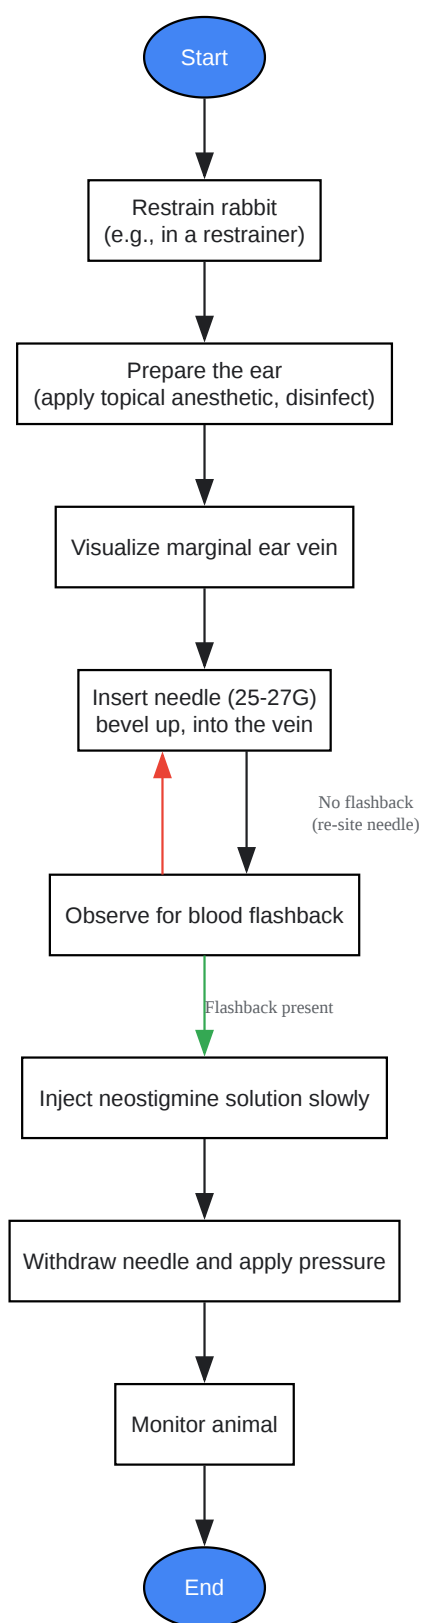 Start
Restrain rabbit
(e.g., in a restrainer)
Prepare the ear
(apply topical anesthetic, disinfect)
Visualize marginal ear vein
Insert needle (25-27G)
bevel up, into the vein
No flashback
(re-site needle)
Observe for blood flashback
Flashback present
Inject neostigmine solution slowly
Withdraw needle and apply pressure
Monitor animal
End